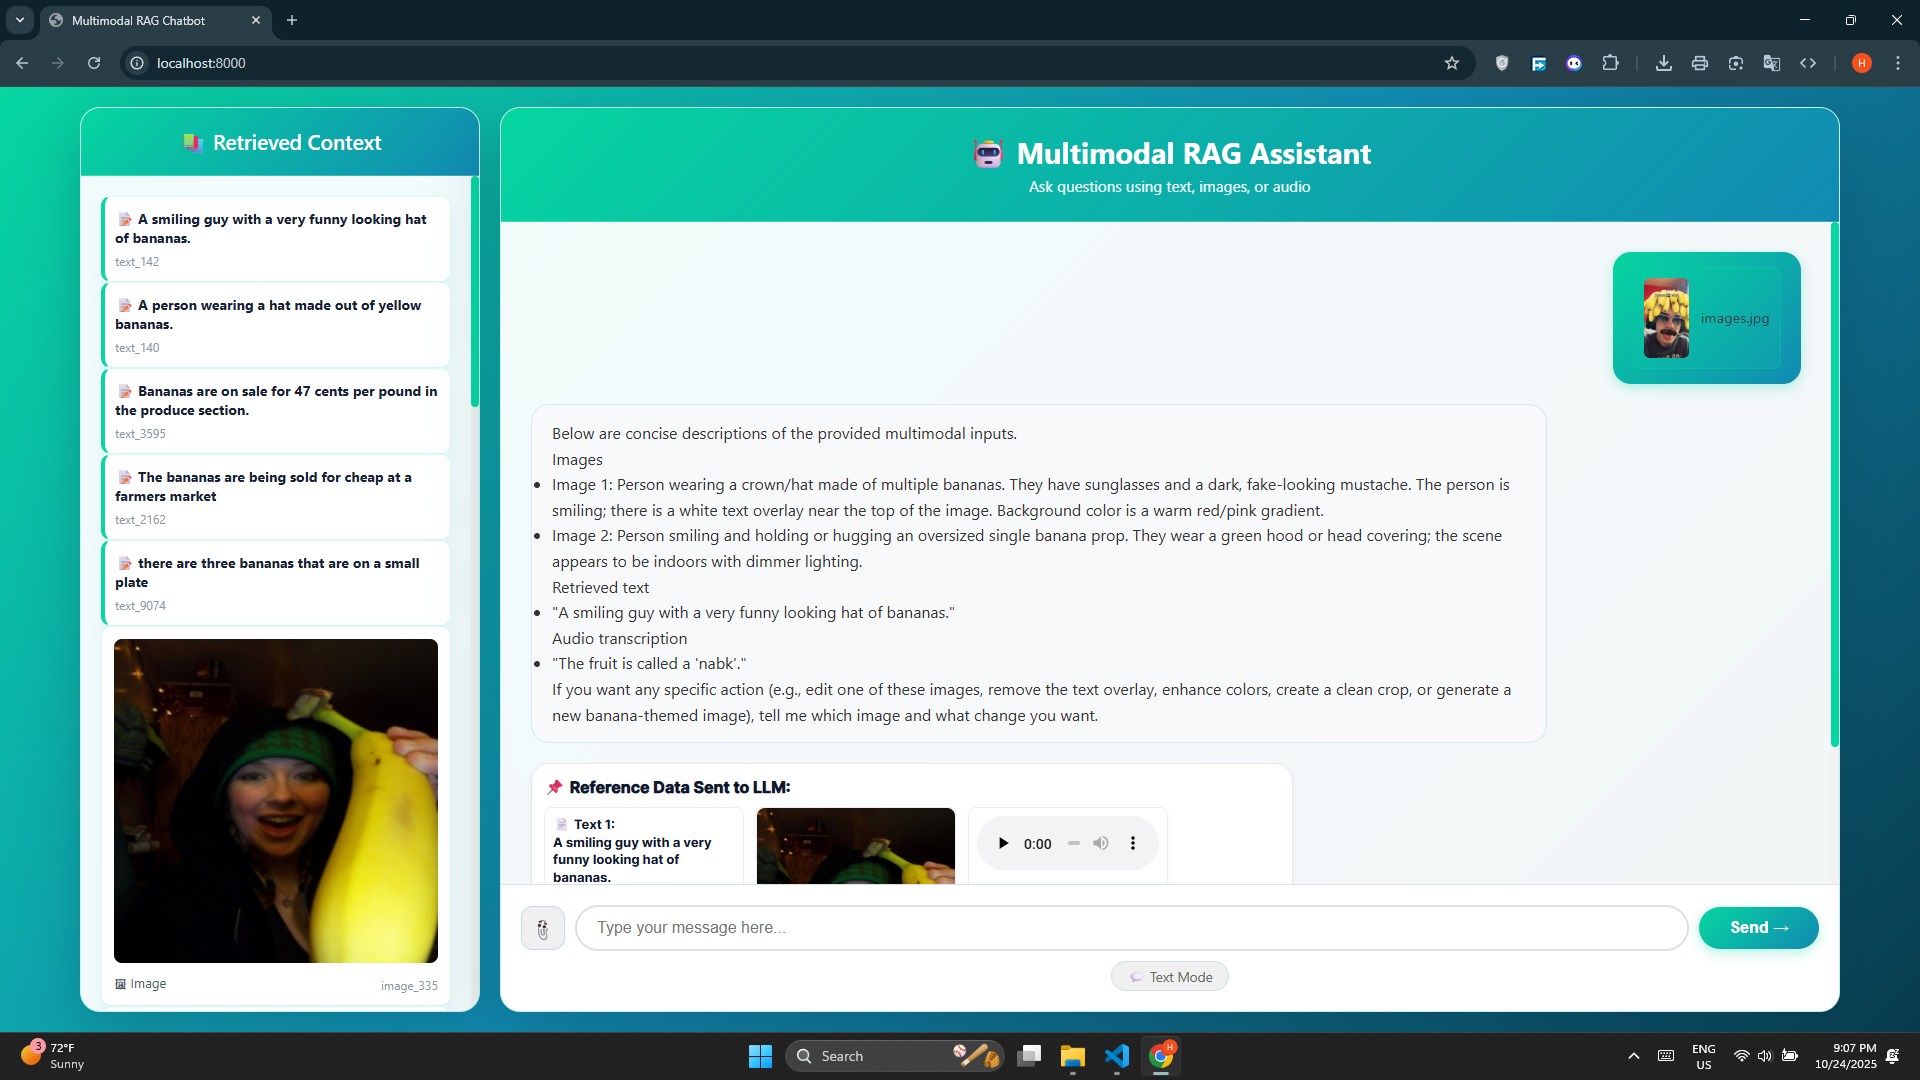 Multimodal RAG Chatbot
localhost:8000
H
Retrieved Context
A smiling guy with a very funny looking hat
of bananas.
text_142
A person wearing a hat made out of yellow
bananas.
text_140
Bananas are on sale for 47 cents per pound in
the produce section.
text_3595
The bananas are being sold for cheap at a
farmers market
text_2162
there are three bananas that are on a small
plate
text_9074
Image
image_335
Multimodal RAG Assistant
Ask questions using text, images, or audio
images.jpg
Below are concise descriptions of the provided multimodal inputs.
Images
Image 1: Person wearing a crown/hat made of multiple bananas. They have sunglasses and a dark, fake-looking mustache. The person is
smiling; there is a white text overlay near the top of the image. Background color is a warm red/pink gradient.
Image 2: Person smiling and holding or hugging an oversized single banana prop. They wear a green hood or head covering; the scene
appears to be indoors with dimmer lighting.
Retrieved text
"A smiling guy with a very funny looking hat of bananas."
Audio transcription
"The fruit is called a 'nabk'."
If you want any specific action (e.g., edit one of these images, remove the text overlay, enhance colors, create a clean crop, or generate a
new banana-themed image), tell me which image and what change you want.
Reference Data Sent to LLM:
Text 1:
A smiling guy with a very
funny looking hat of
bananas.
0:00
Type your message here...
Send →
Text Mode
3
72°F
Sunny
Search
H
ENG
US
9:07 PM
10/24/2025